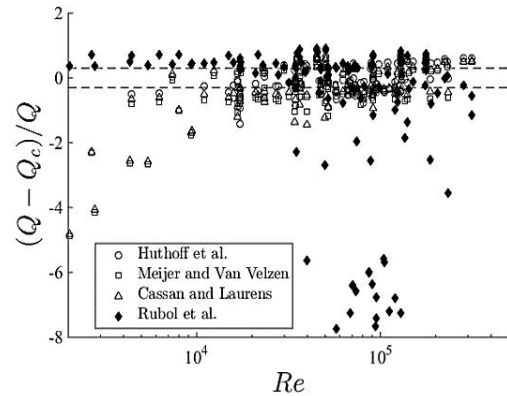 2
0
-2
-4
-6
-8
(Q − Q_c)/Q
Huthoff et al.
Meijer and Van Velzen
Cassan and Laurens
Rubol et al.
10^4
10^5
Re